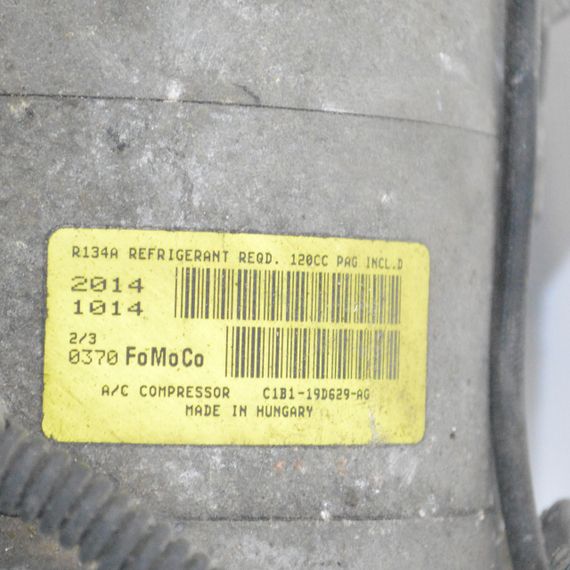 R134A REFRIGERANT REQD. 120CC PAG INCL.D
2014
1014
2/3
0370 FoMoCo
A/C COMPRESSOR C1B1-19D629-AG
MADE IN HUNGARY